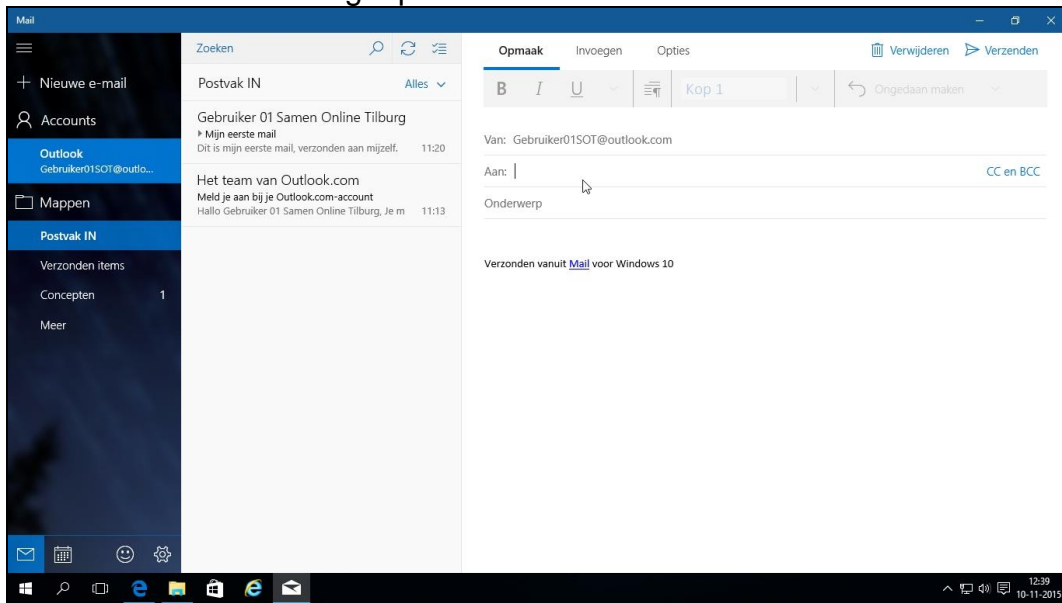 Mail
Nieuwe e-mail
Accounts
Outlook
Gebruiker01SOT@outlo...
Mappen
Postvak IN
Verzonden items
Concepten 1
Meer
Zoeken
Postvak IN Alles
Gebruiker 01 Samen Online Tilburg
Mijn eerste mail
Dit is mijn eerste mail, verzonden aan mijzelf. 11:20
Het team van Outlook.com
Meld je aan bij je Outlook.com-account
Hallo Gebruiker 01 Samen Online Tilburg, Je m 11:13
Opmaak Invoegen Opties Verwijderen Verzenden
B I U Kop 1 Ongedaan maken
Van: Gebruiker01SOT@outlook.com
Aan: CC en BCC
Onderwerp
Verzonden vanuit Mail voor Windows 10
12:39